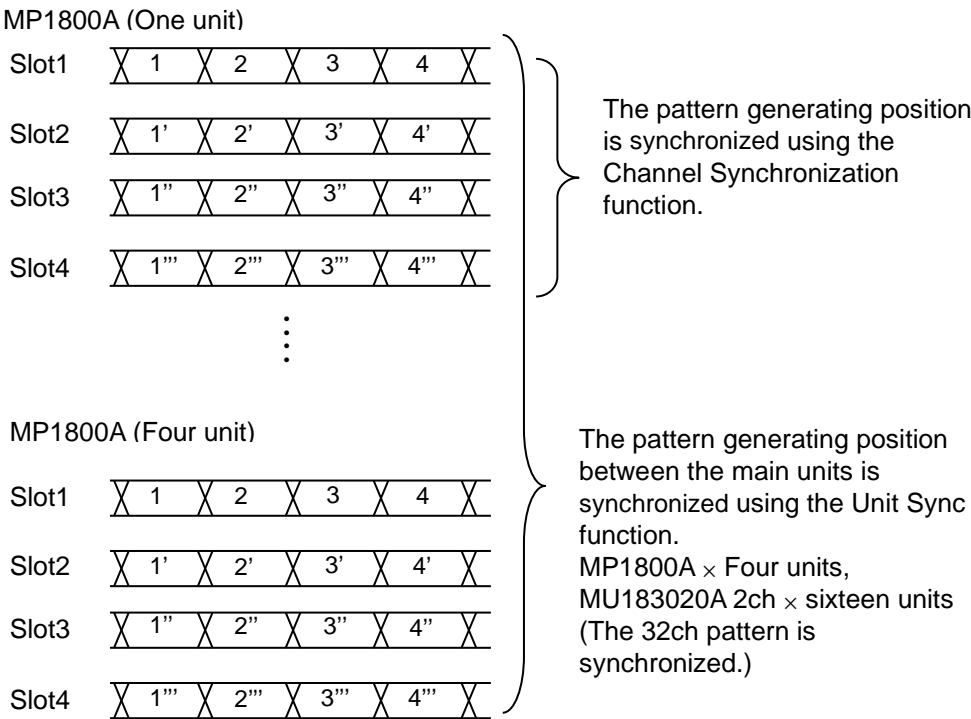 MP1800A (One unit)
Slot1 1 2 3 4
Slot2 1' 2' 3' 4'
Slot3 1'' 2'' 3'' 4''
Slot4 1''' 2''' 3''' 4'''
The pattern generating position
is synchronized using the
Channel Synchronization
function.
MP1800A (Four unit)
Slot1 1 2 3 4
Slot2 1' 2' 3' 4'
Slot3 1'' 2'' 3'' 4''
Slot4 1''' 2''' 3''' 4'''
The pattern generating position
between the main units is
synchronized using the Unit Sync
function.
MP1800A × Four units,
MU183020A 2ch × sixteen units
(The 32ch pattern is
synchronized.)